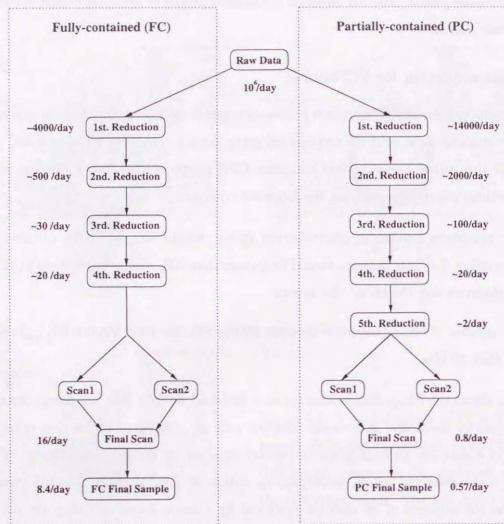 Fully-contained (FC)
Partially-contained (PC)
Raw Data
10⁶/day
~4000/day
1st. Reduction
1st. Reduction
~14000/day
~500 /day
2nd. Reduction
2nd. Reduction
~2000/day
~30 /day
3rd. Reduction
3rd. Reduction
~100/day
~20 /day
4th. Reduction
4th. Reduction
~20/day
5th. Reduction
~2/day
Scan1
Scan2
Scan1
Scan2
16/day
Final Scan
Final Scan
0.8/day
8.4/day
FC Final Sample
PC Final Sample
0.57/day